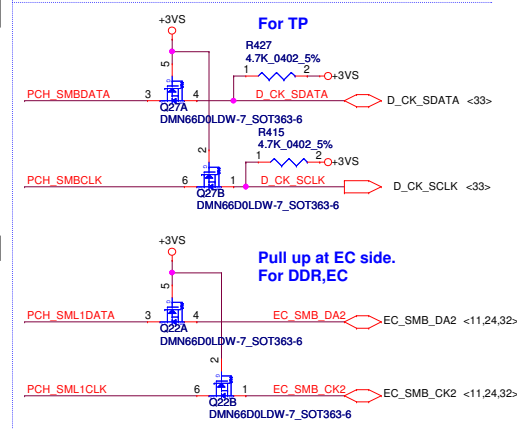 For TP
+3VS
R427
4.7K_0402_5%
1 2
+3VS
5
PCH_SMBDATA 3 4 D_CK_SDATA D_CK_SDATA <33>
Q27A
DMN66D0LDW-7_SOT363-6
R415
4.7K_0402_5%
2
1 2
+3VS
PCH_SMBCLK 6 1 D_CK_SCLK D_CK_SCLK <33>
Q27B
DMN66D0LDW-7_SOT363-6
+3VS
Pull up at EC side.
For DDR,EC
5
PCH_SML1DATA 3 4 EC_SMB_DA2 EC_SMB_DA2 <11,24,32>
Q22A
DMN66D0LDW-7_SOT363-6
2
PCH_SML1CLK 6 1 EC_SMB_CK2 EC_SMB_CK2 <11,24,32>
Q22B
DMN66D0LDW-7_SOT363-6